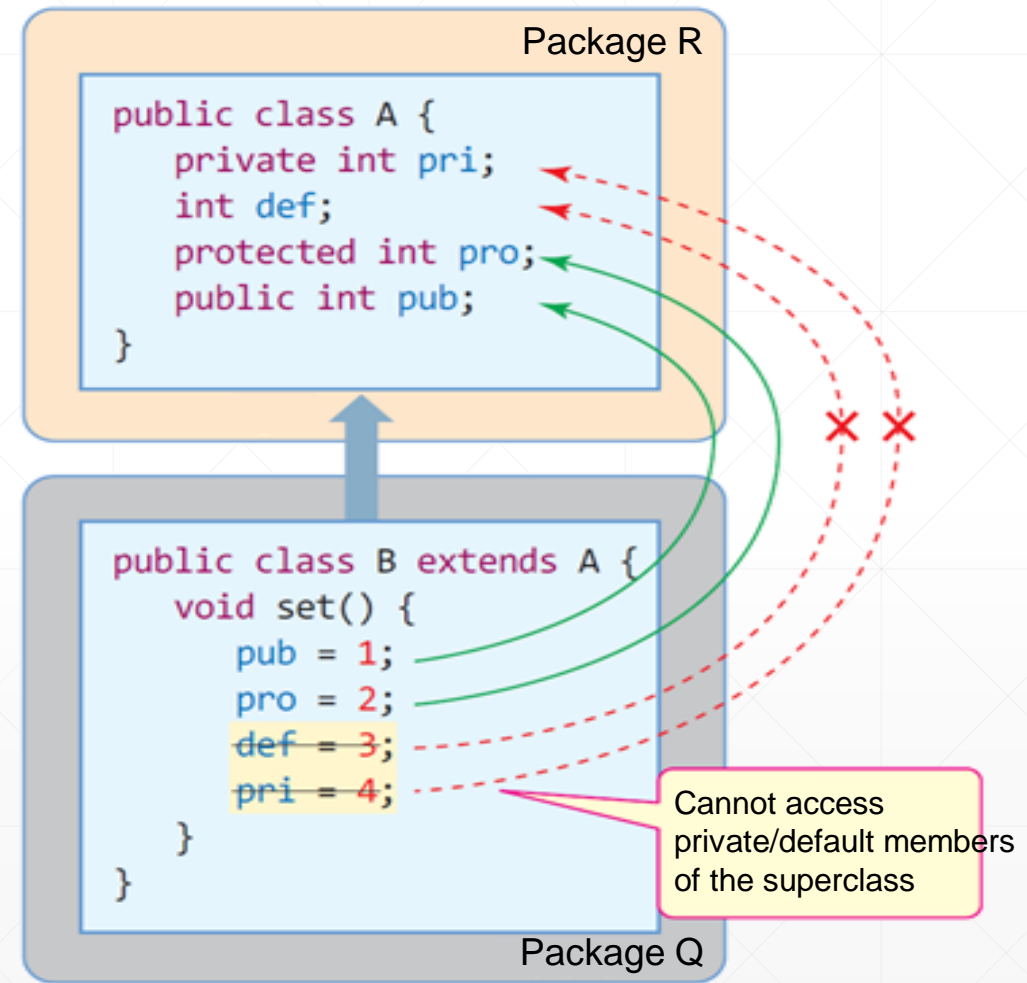 Package R
public class A {
private int pri;
int def;
protected int pro;
public int pub;
}
public class B extends A {
void set() {
pub = 1;
pro = 2;
def = 3;
pri = 4;
}
}
Cannot access
private/default members
of the superclass
Package Q